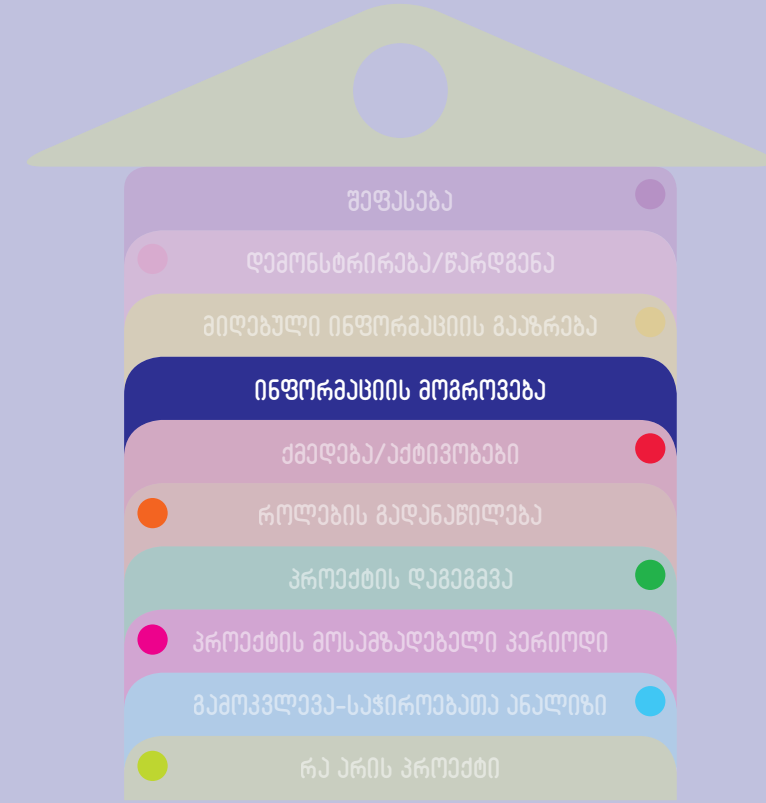 შეფასება
დემონსტრირება/წარდგენა
მიღებული ინფორმაციის გააზრება
ინფორმაციის მოგროვება
ქმედება/აქტივობები
როლების გადანაწილება
პროექტის დაგეგმვა
პროექტის მოსამზადებელი პერიოდი
გამოკვლევა-საჭიროებათა ანალიზი
რა არის პროექტი